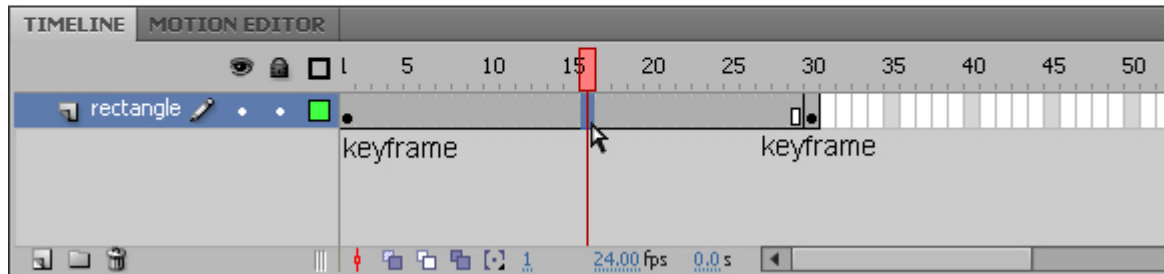 TIMELINE MOTION EDITOR
1 5 10 15 20 25 30 35 40 45 50
rectangle
keyframe keyframe
1 24.00 fps 0.0 s